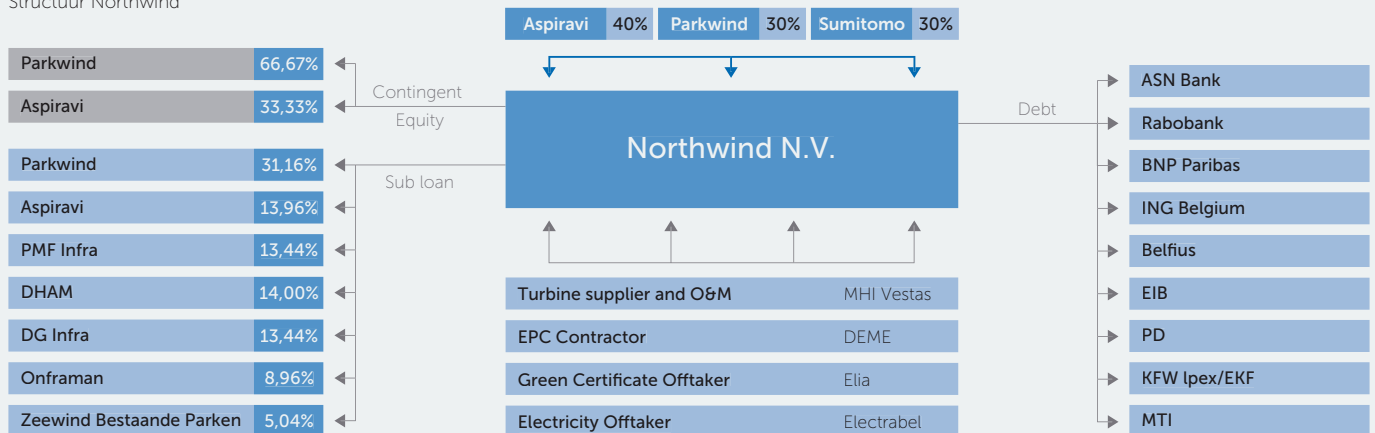 Structuur Northwind
Aspiravi 40% Parkwind 30% Sumitomo 30%
Parkwind 66,67%
Aspiravi 33,33%
Contingent
Equity
Parkwind 31,16%
Aspiravi 13,96%
PMF Infra 13,44%
DHAM 14,00%
DG Infra 13,44%
Onframan 8,96%
Zeewind Bestaande Parken 5,04%
Sub loan
Northwind N.V.
Turbine supplier and O&M MHI Vestas
EPC Contractor DEME
Green Certificate Offtaker Elia
Electricity Offtaker Electrabel
Debt
ASN Bank
Rabobank
BNP Paribas
ING Belgium
Belfius
EIB
PD
KFW lpex/EKF
MTI